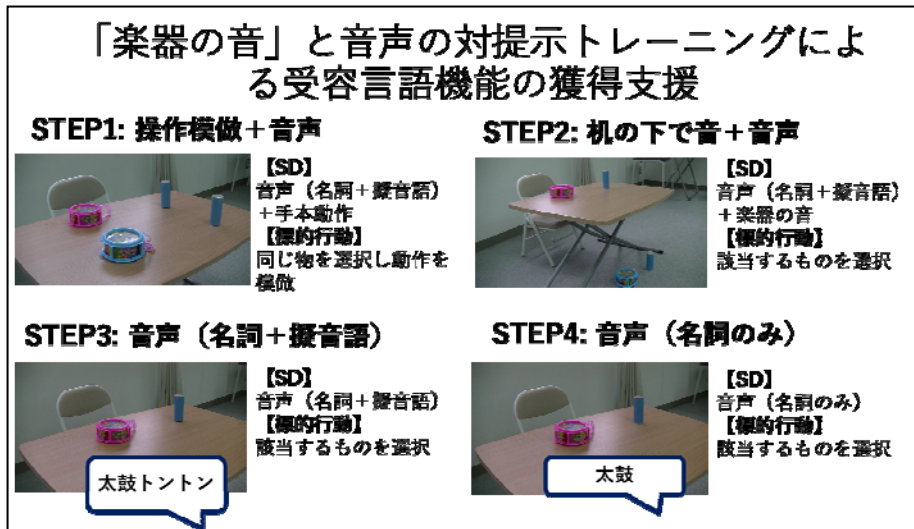 「楽器の音」と音声の対提示トレーニングによ
る受容言語機能の獲得支援
STEP1: 操作模倣+音声
【SD】
音声(名詞+擬音語)
+手本動作
【標的行動】
同じ物を選択し動作を
模倣
STEP2: 机の下で音+音声
【SD】
音声(名詞+擬音語)
+楽器の音
【標的行動】
該当するものを選択
STEP3: 音声(名詞+擬音語)
【SD】
音声(名詞+擬音語)
【標的行動】
該当するものを選択
太鼓トントン
STEP4: 音声(名詞のみ)
【SD】
音声(名詞のみ)
【標的行動】
該当するものを選択
太鼓